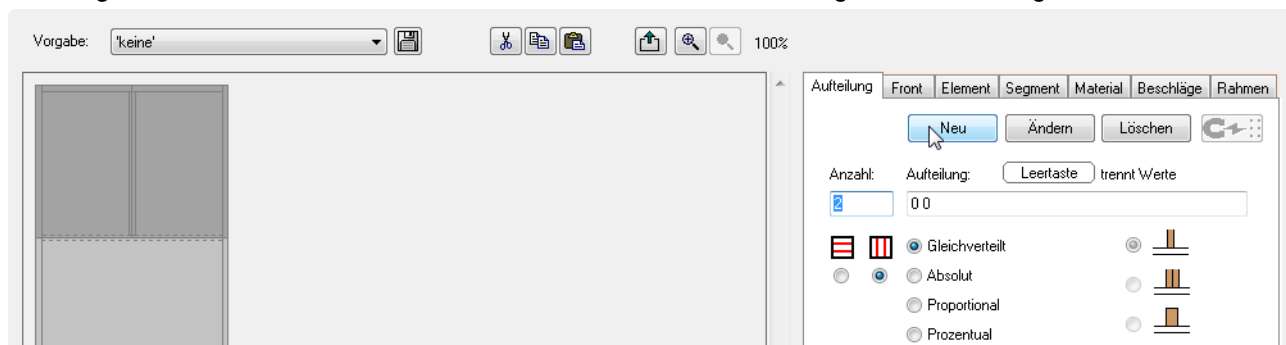 Vorgabe: 'keine' 100%
Aufteilung Front Element Segment Material Beschläge Rahmen
Neu Ändern Löschen
Anzahl: Aufteilung: Leertaste trennt Werte
2 0 0
Gleichverteilt
Absolut
Proportional
Prozentual